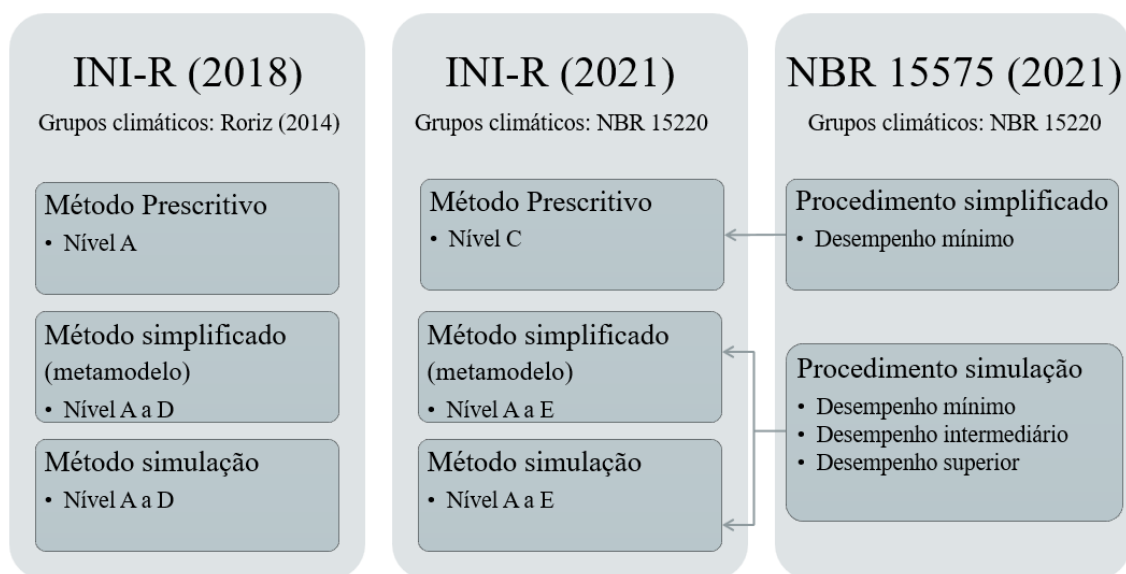 INI-R (2018)
Grupos climáticos: Roriz (2014)
Método Prescritivo
• Nível A
Método simplificado
(metamodelo)
• Nível A a D
Método simulação
• Nível A a D
INI-R (2021)
Grupos climáticos: NBR 15220
Método Prescritivo
• Nível C
Método simplificado
(metamodelo)
• Nível A a E
Método simulação
• Nível A a E
NBR 15575 (2021)
Grupos climáticos: NBR 15220
Procedimento simplificado
• Desempenho mínimo
Procedimento simulação
• Desempenho mínimo
• Desempenho intermediário
• Desempenho superior